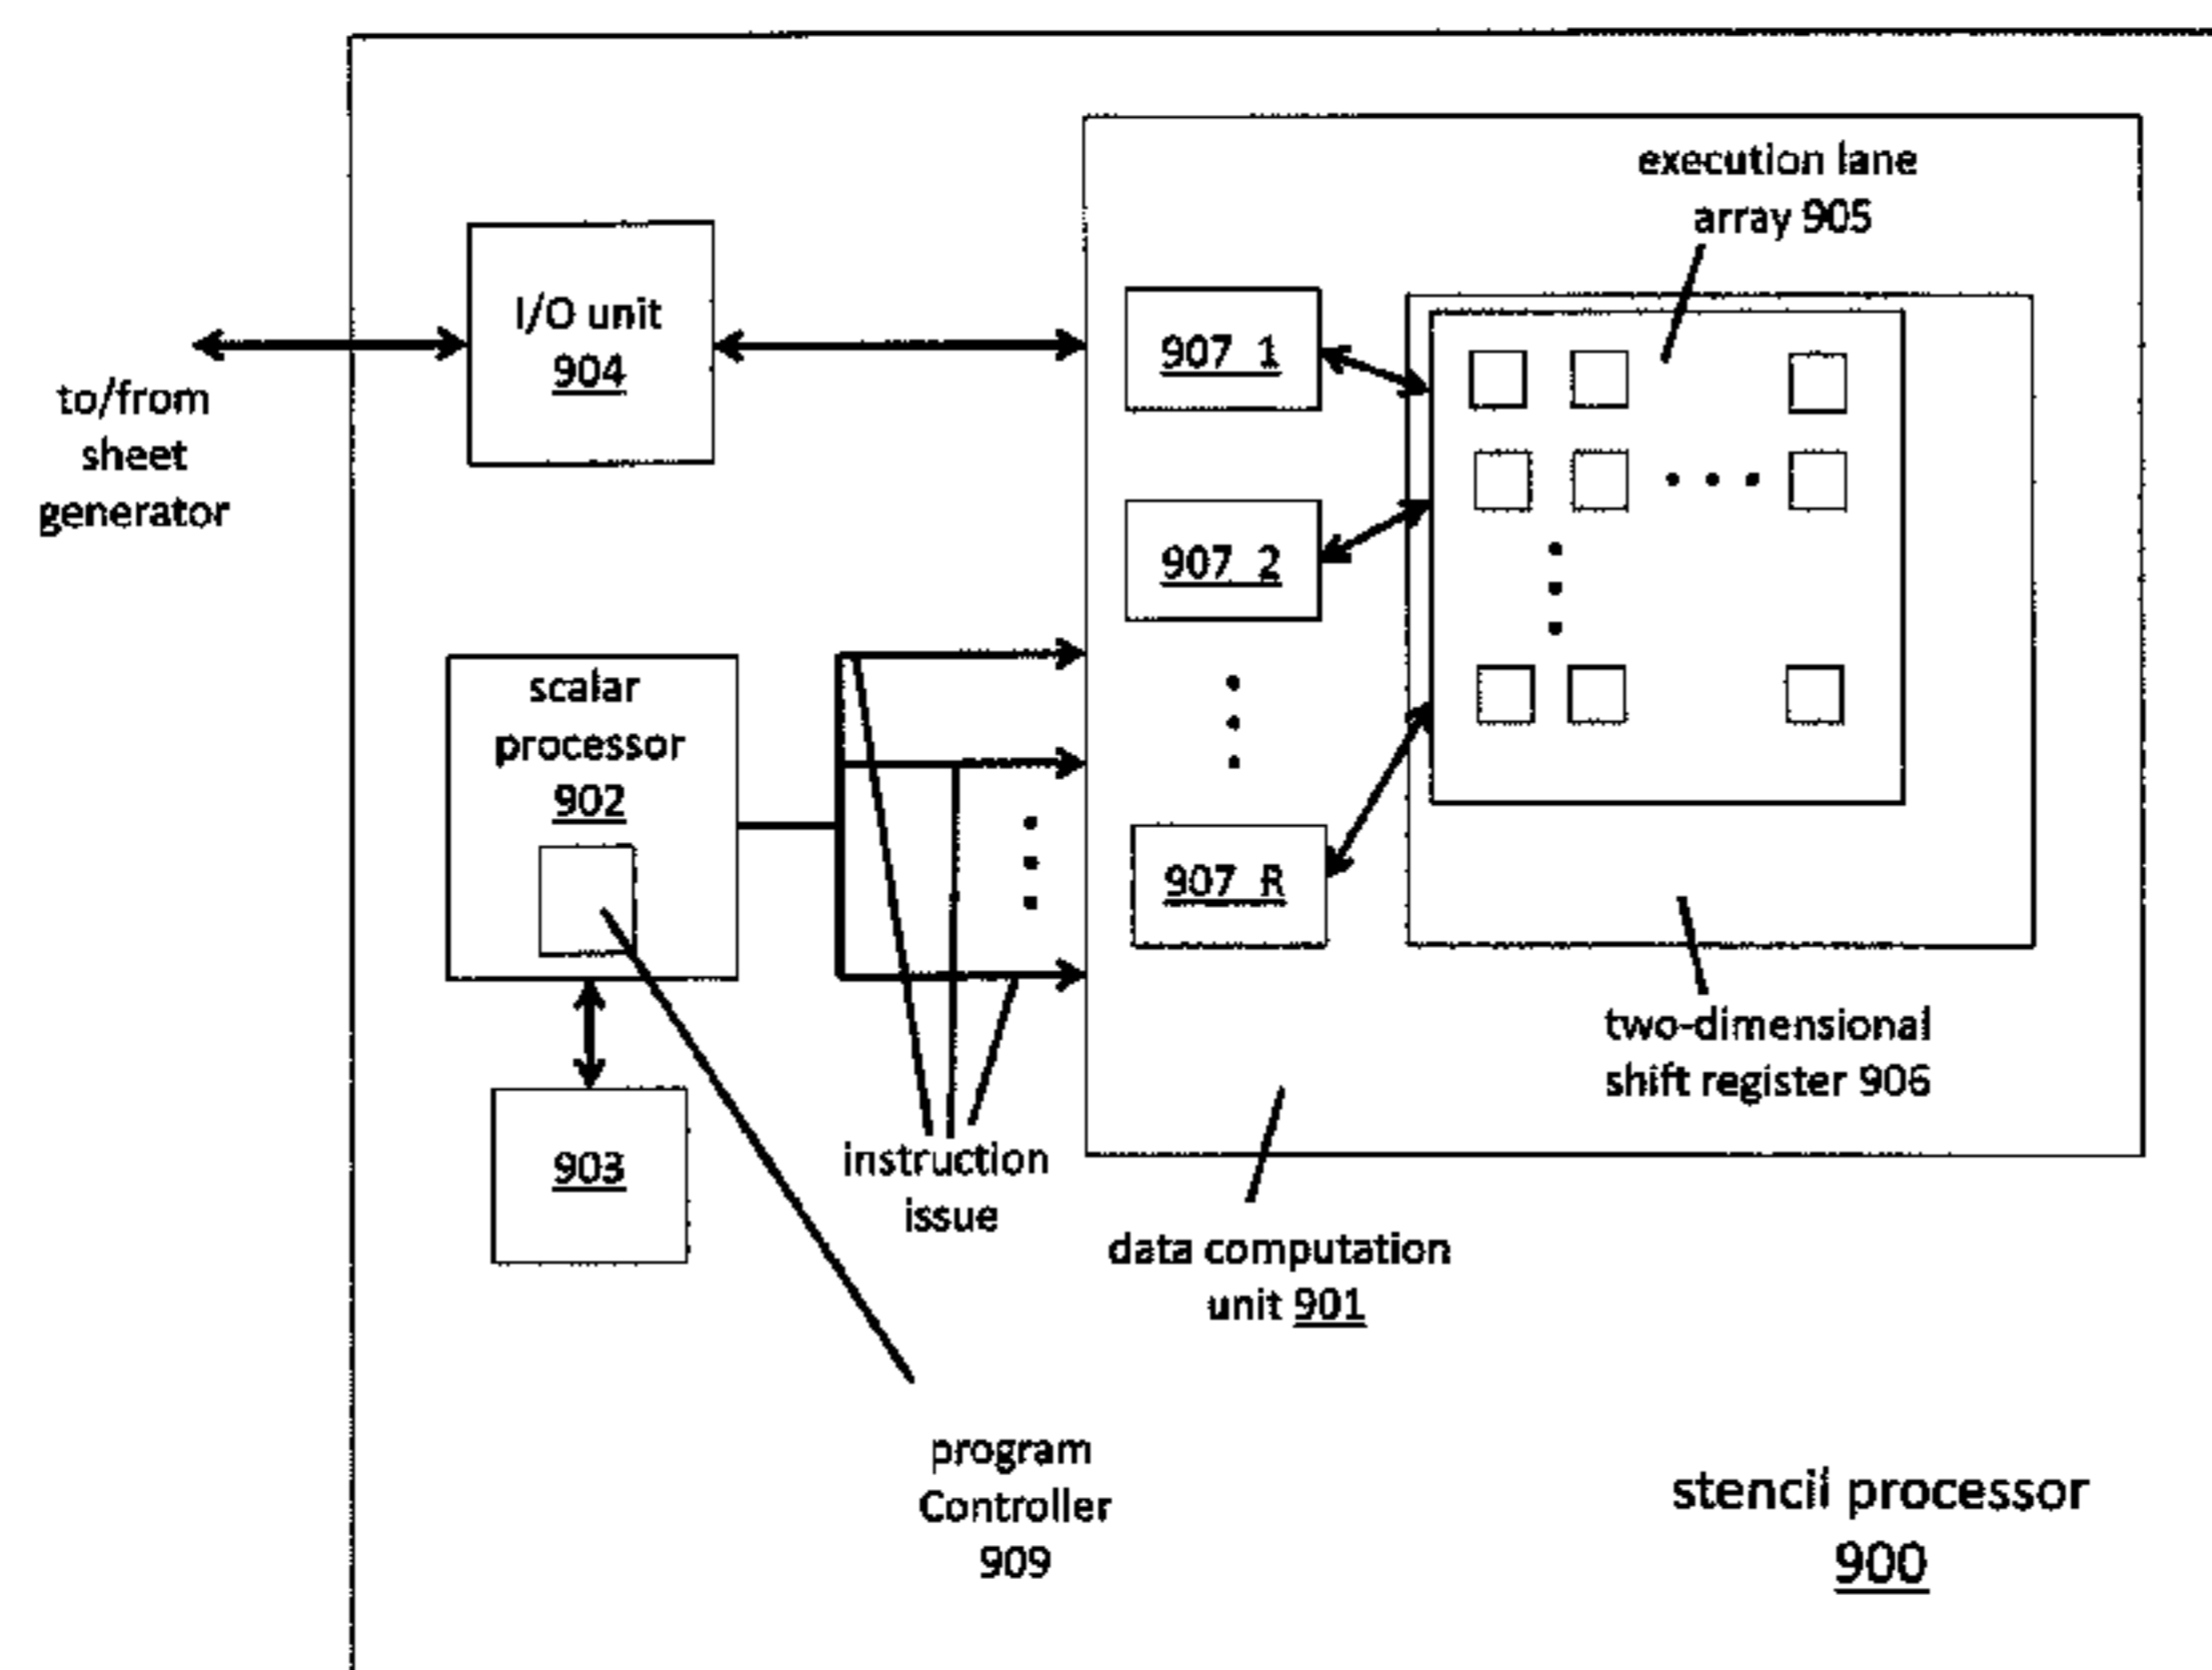 execution lane
array 905
I/O unit
904
to/from
sheet
generator
907_1
907_2
scalar
processor
902
907_R
two-dimensional
shift register 906
903
instruction
issue
data computation
unit 901
program
Controller
909
stencil processor
900